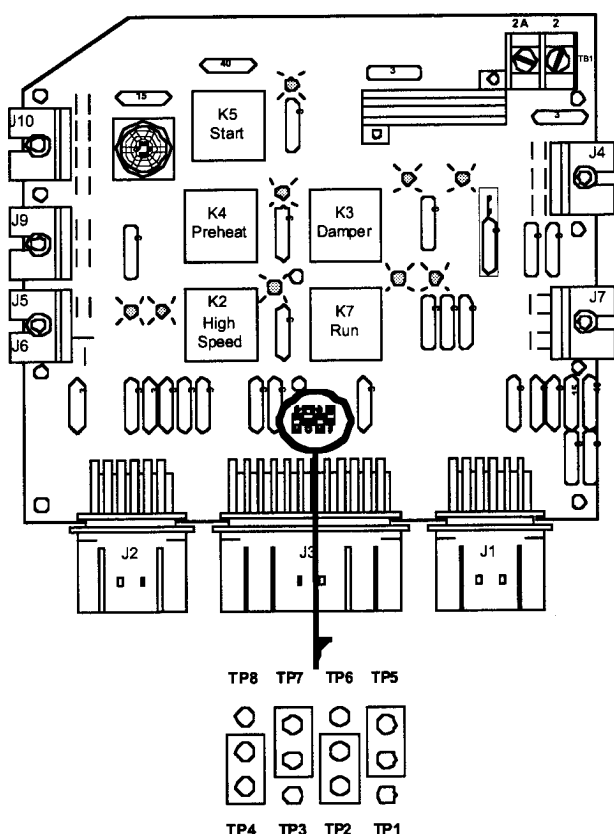 2A 2
TB1
40
3
15
3
J10
K5
Start
J4
K4
Preheat
K3
Damper
J9
J5
K2
High
Speed
K7
Run
J7
J6
15
J2
J3
J1
TP8 TP7 TP6 TP5
TP4 TP3 TP2 TP1